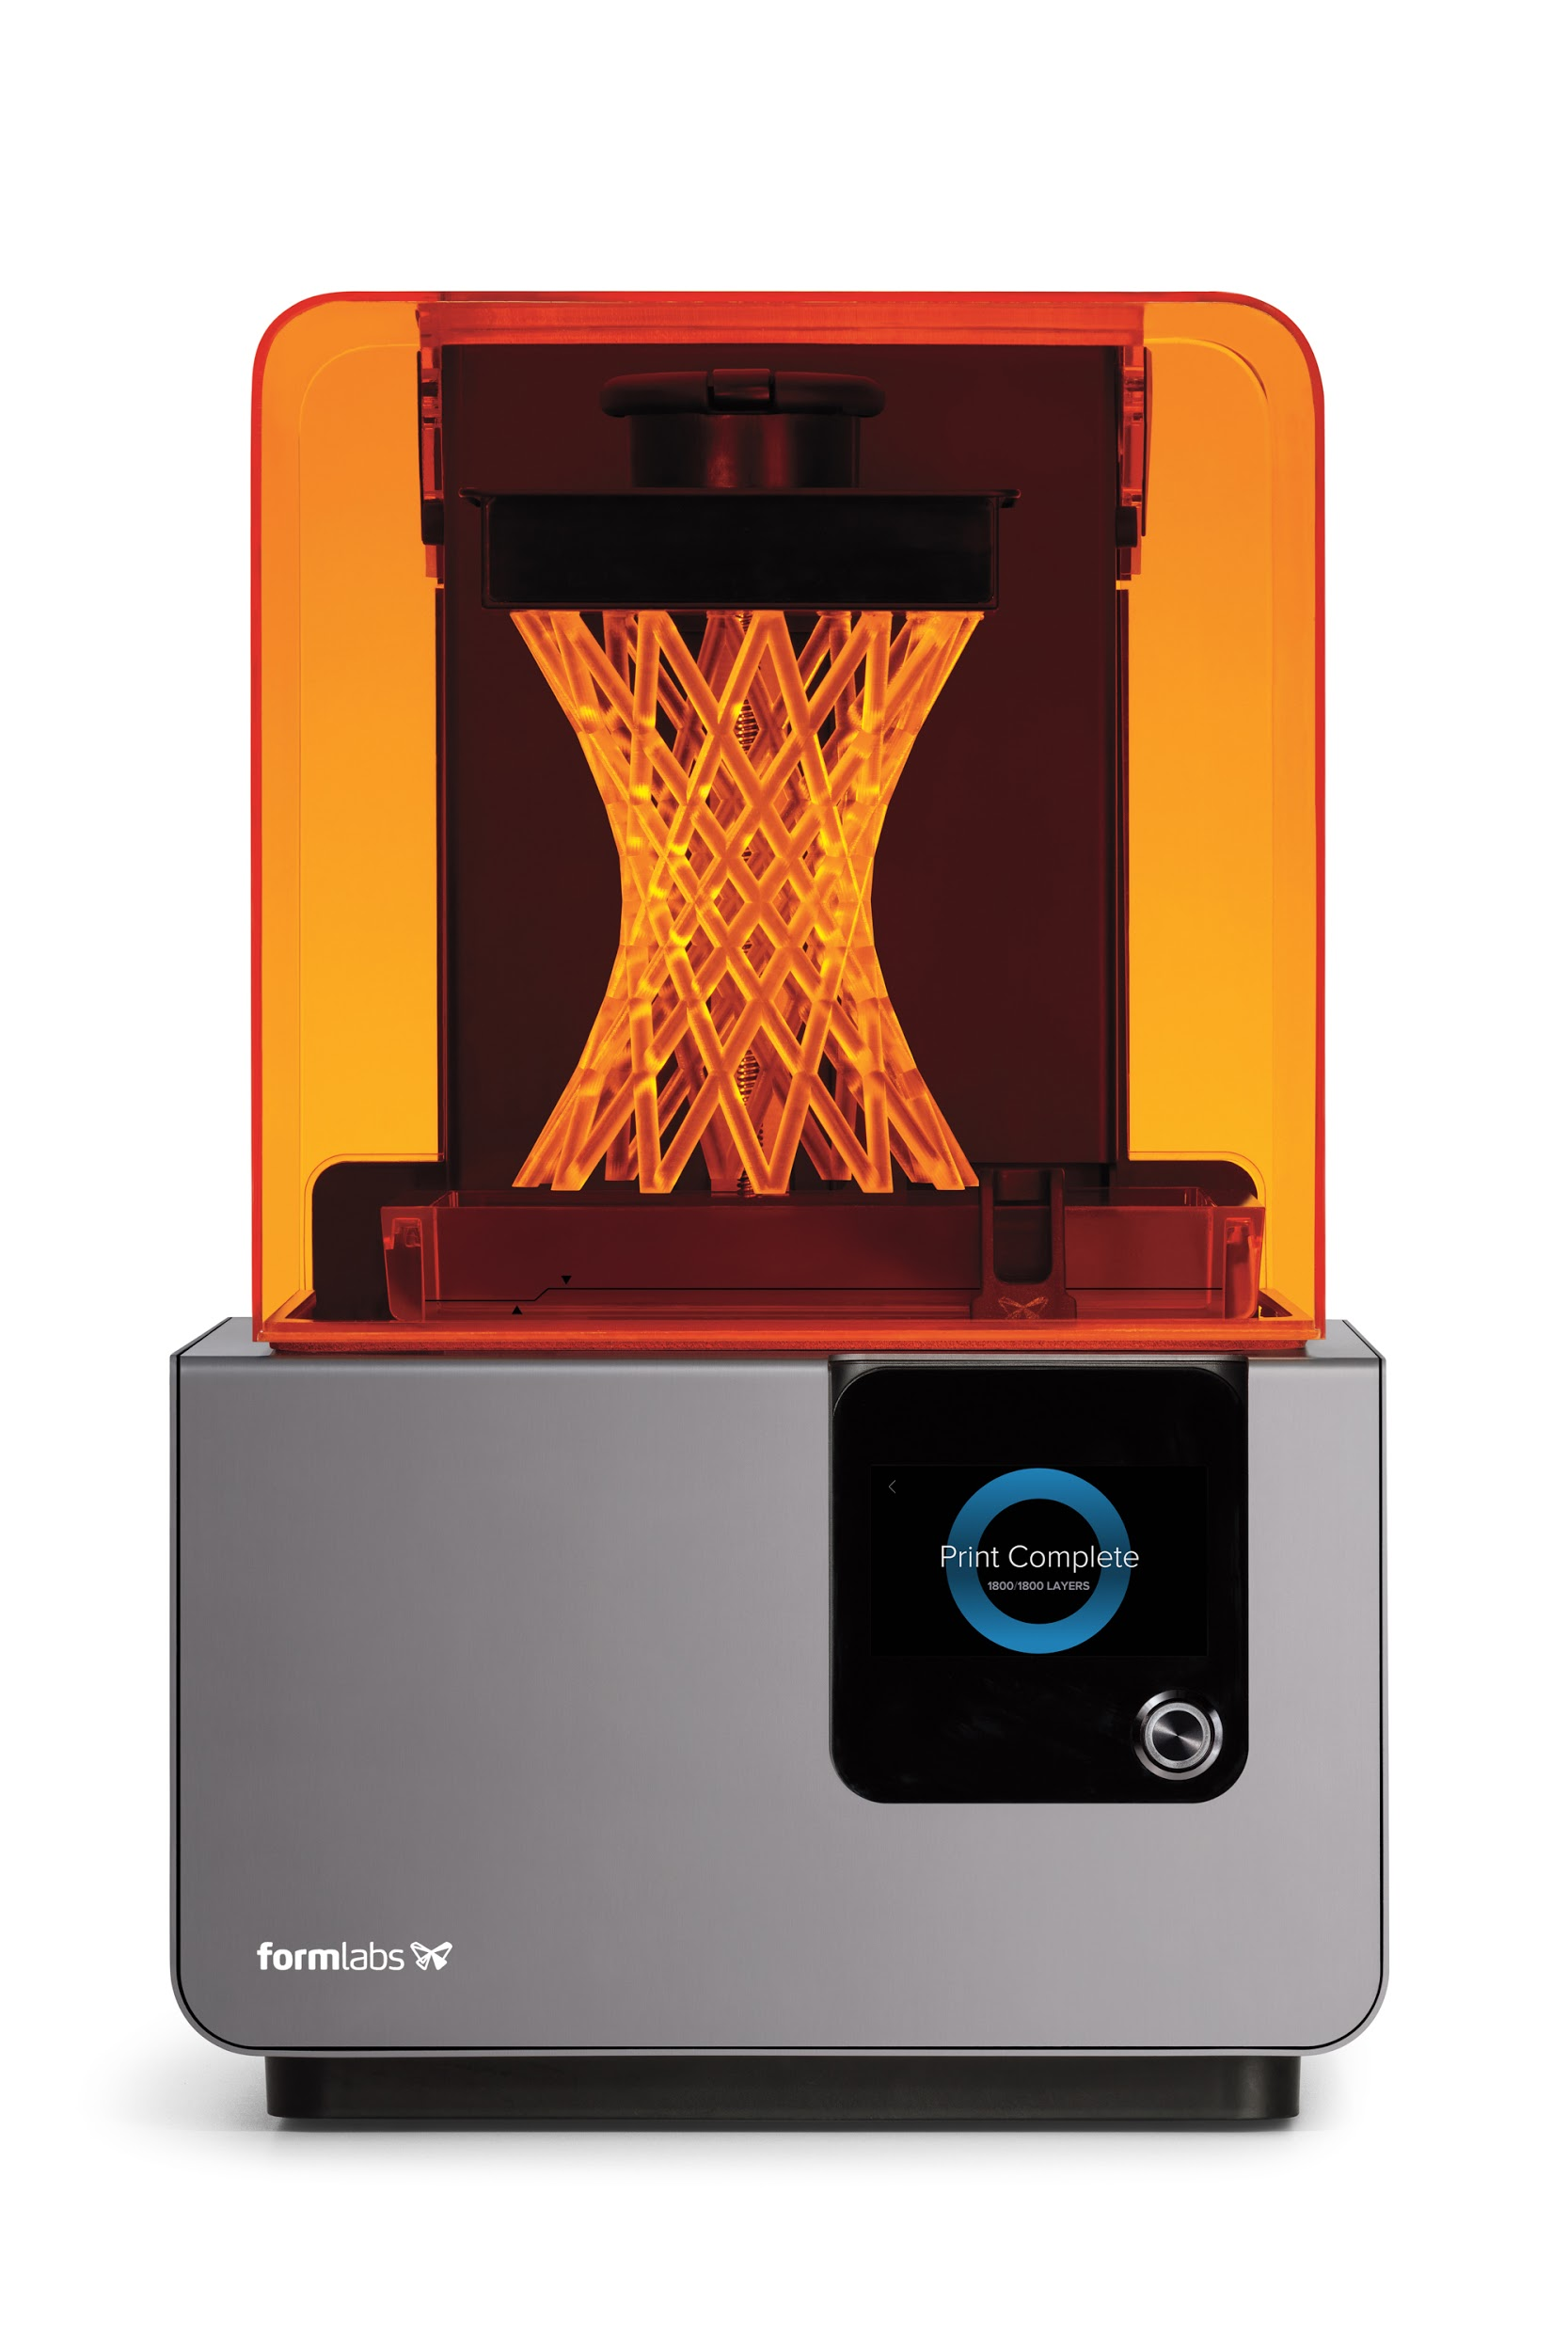 Print Complete
1800/1800 LAYERS
formlabs